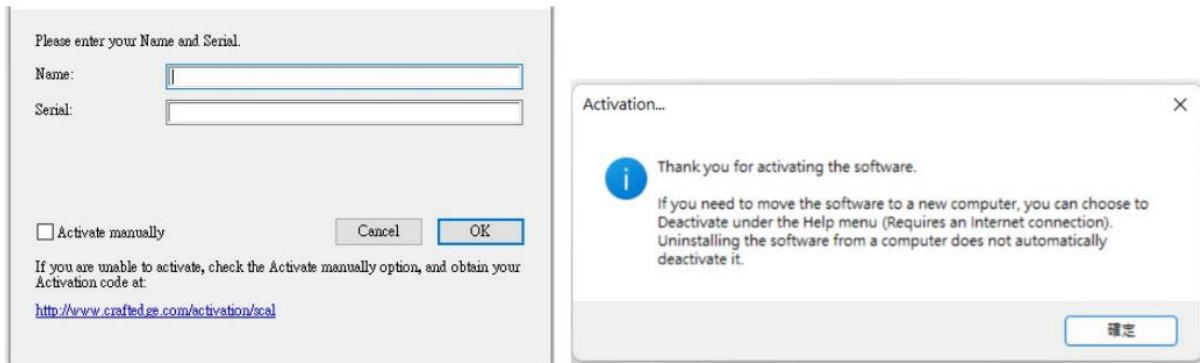 Please enter your Name and Serial.
Name:
Serial:
Activate manually
Cancel
OK
If you are unable to activate, check the Activate manually option, and obtain your
Activation code at:
http://www.craftedge.com/activation/scal
Activation...
Thank you for activating the software.
If you need to move the software to a new computer, you can choose to
Deactivate under the Help menu (Requires an Internet connection).
Uninstalling the software from a computer does not automatically
deactivate it.
確定